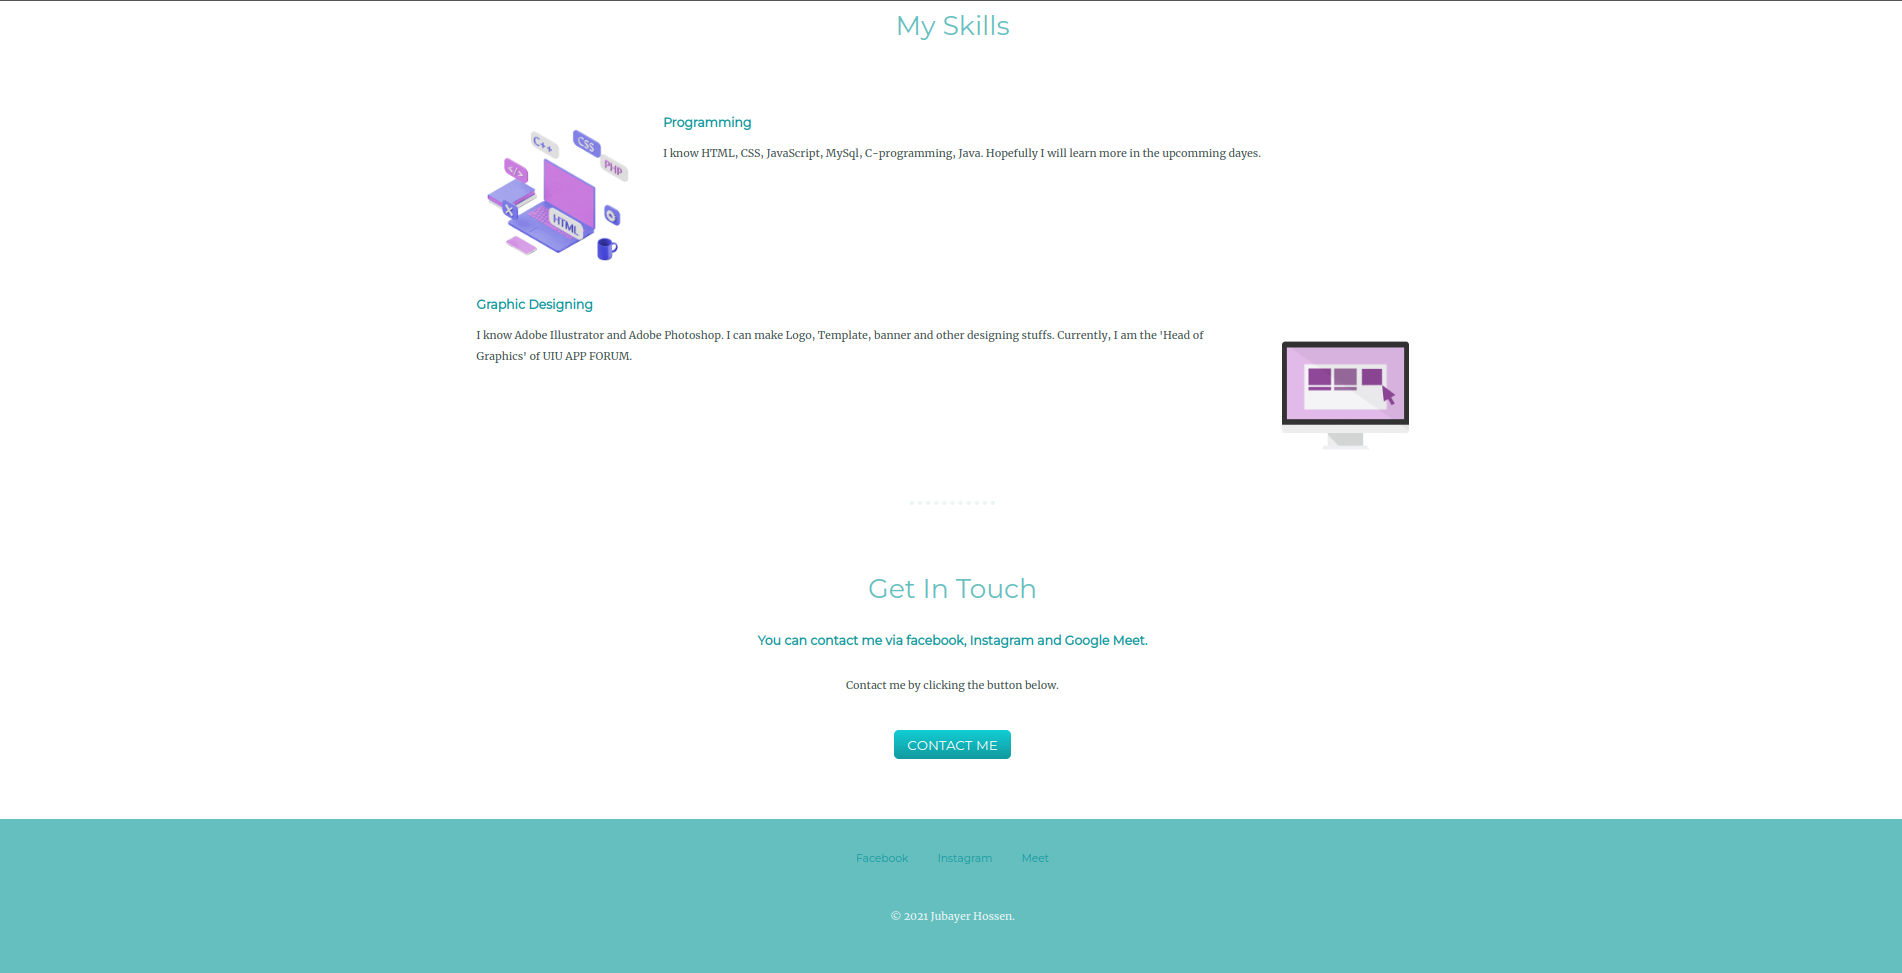 My Skills
C++
CSS
PHP
</>
X
HTML
Programming
I know HTML, CSS, JavaScript, MySql, C-programming, Java. Hopefully I will learn more in the upcomming dayes.
Graphic Designing
I know Adobe Illustrator and Adobe Photoshop. I can make Logo, Template, banner and other designing stuffs. Currently, I am the 'Head of
Graphics' of UIU APP FORUM.
Get In Touch
You can contact me via facebook, Instagram and Google Meet.
Contact me by clicking the button below.
CONTACT ME
Facebook Instagram Meet
© 2021 Jubayer Hossen.